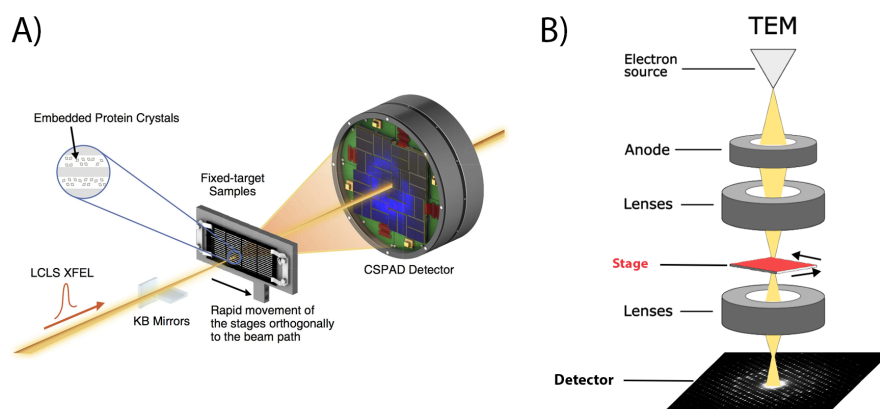 A)
Embedded Protein Crystals
Fixed-target
Samples
LCLS XFEL
KB Mirrors
Rapid movement of
the stages orthogonally
to the beam path
CSPAD Detector
B)
TEM
Electron
source
Anode
Lenses
Stage
Lenses
Detector